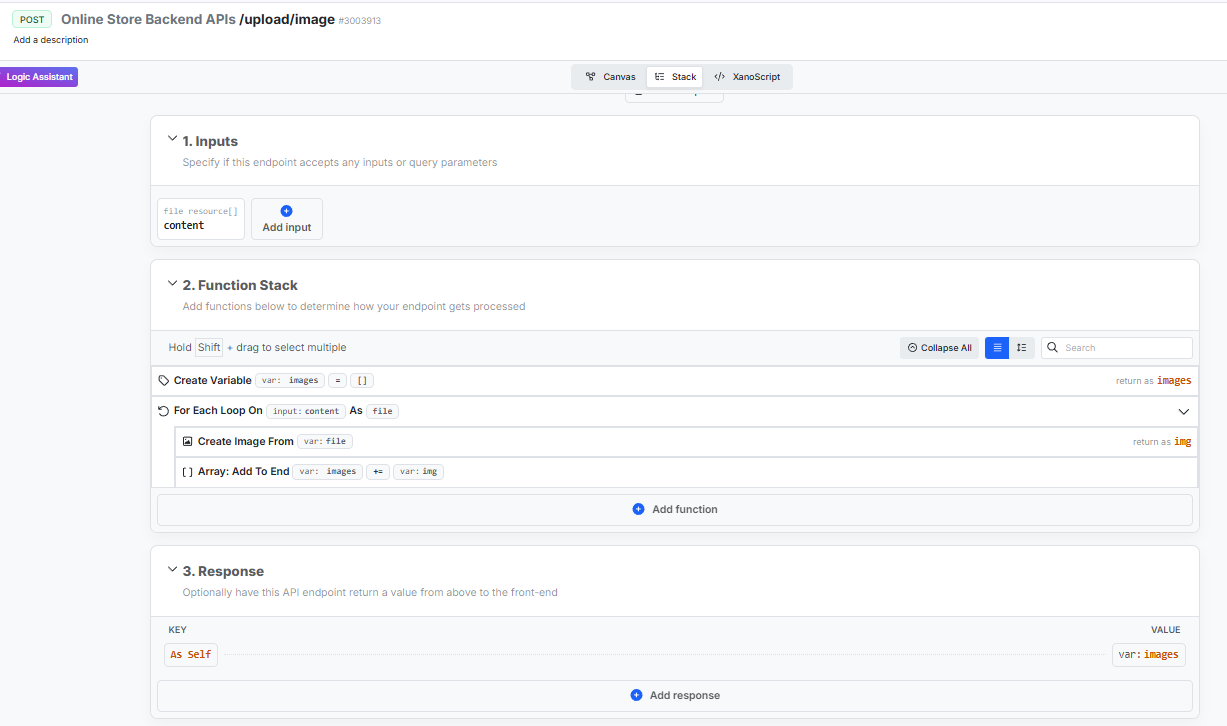 POST Online Store Backend APIs /upload/image #3003913
Add a description
Logic Assistant Canvas Stack </> XanoScript
1. Inputs
Specify if this endpoint accepts any inputs or query parameters
file resource[]
content
Add input
2. Function Stack
Add functions below to determine how your endpoint gets processed
Hold Shift + drag to select multiple Collapse All Search
Create Variable var: images = [] return as images
For Each Loop On input: content As file
Create Image From var: file return as img
[] Array: Add To End var: images += var: img
Add function
3. Response
Optionally have this API endpoint return a value from above to the front-end
KEY VALUE
As Self var: images
Add response